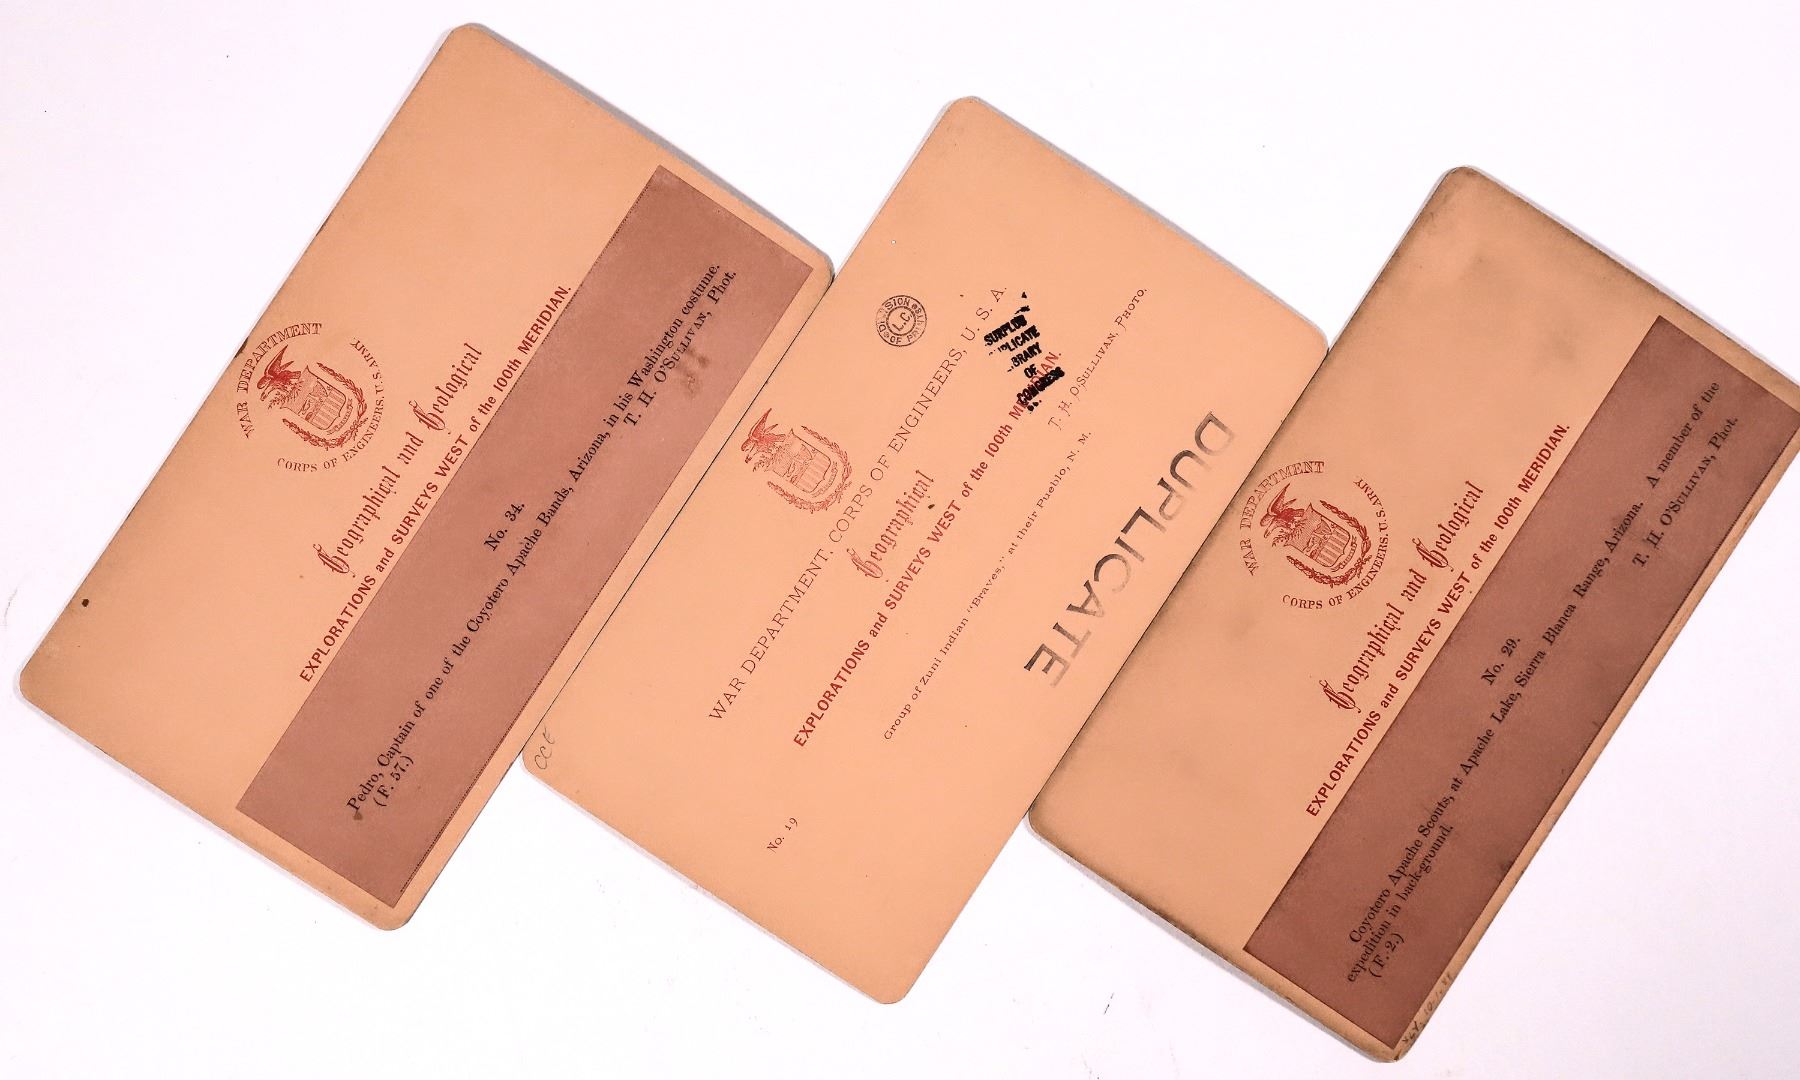 WAR DEPARTMENT
CORPS OF ENGINEERS, U.S. ARMY
Geographical and Geological
EXPLORATIONS and SURVEYS WEST of the 100th MERIDIAN.
No. 34.
Pedro, Captain of one of the Coyotero Apache Bands, Arizona, in his Washington costume.
(F. 57.)
T. H. O'SULLIVAN, Phot.
OF
L.C.
WAR DEPARTMENT, CORPS OF ENGINEERS, U. S. A.
Geographical
EXPLORATIONS and SURVEYS WEST of the 100th
SURPLUS
OF
CONGRESS
No. 19
Group of Zuni Indian "Braves," at their Pueblo, N. M.
T. H. O'SULLIVAN, PHOTO.
DUPLICATE
WAR DEPARTMENT
CORPS OF ENGINEERS, U.S. ARMY
Geographical and Geological
EXPLORATIONS and SURVEYS WEST of the 100th MERIDIAN.
No. 29.
Coyotero Apache Scouts, at Apache Lake, Sierra Blanca Range, Arizona. A member of the
expedition in back-ground.
(F. 2.)
T. H. O'SULLIVAN, Phot.